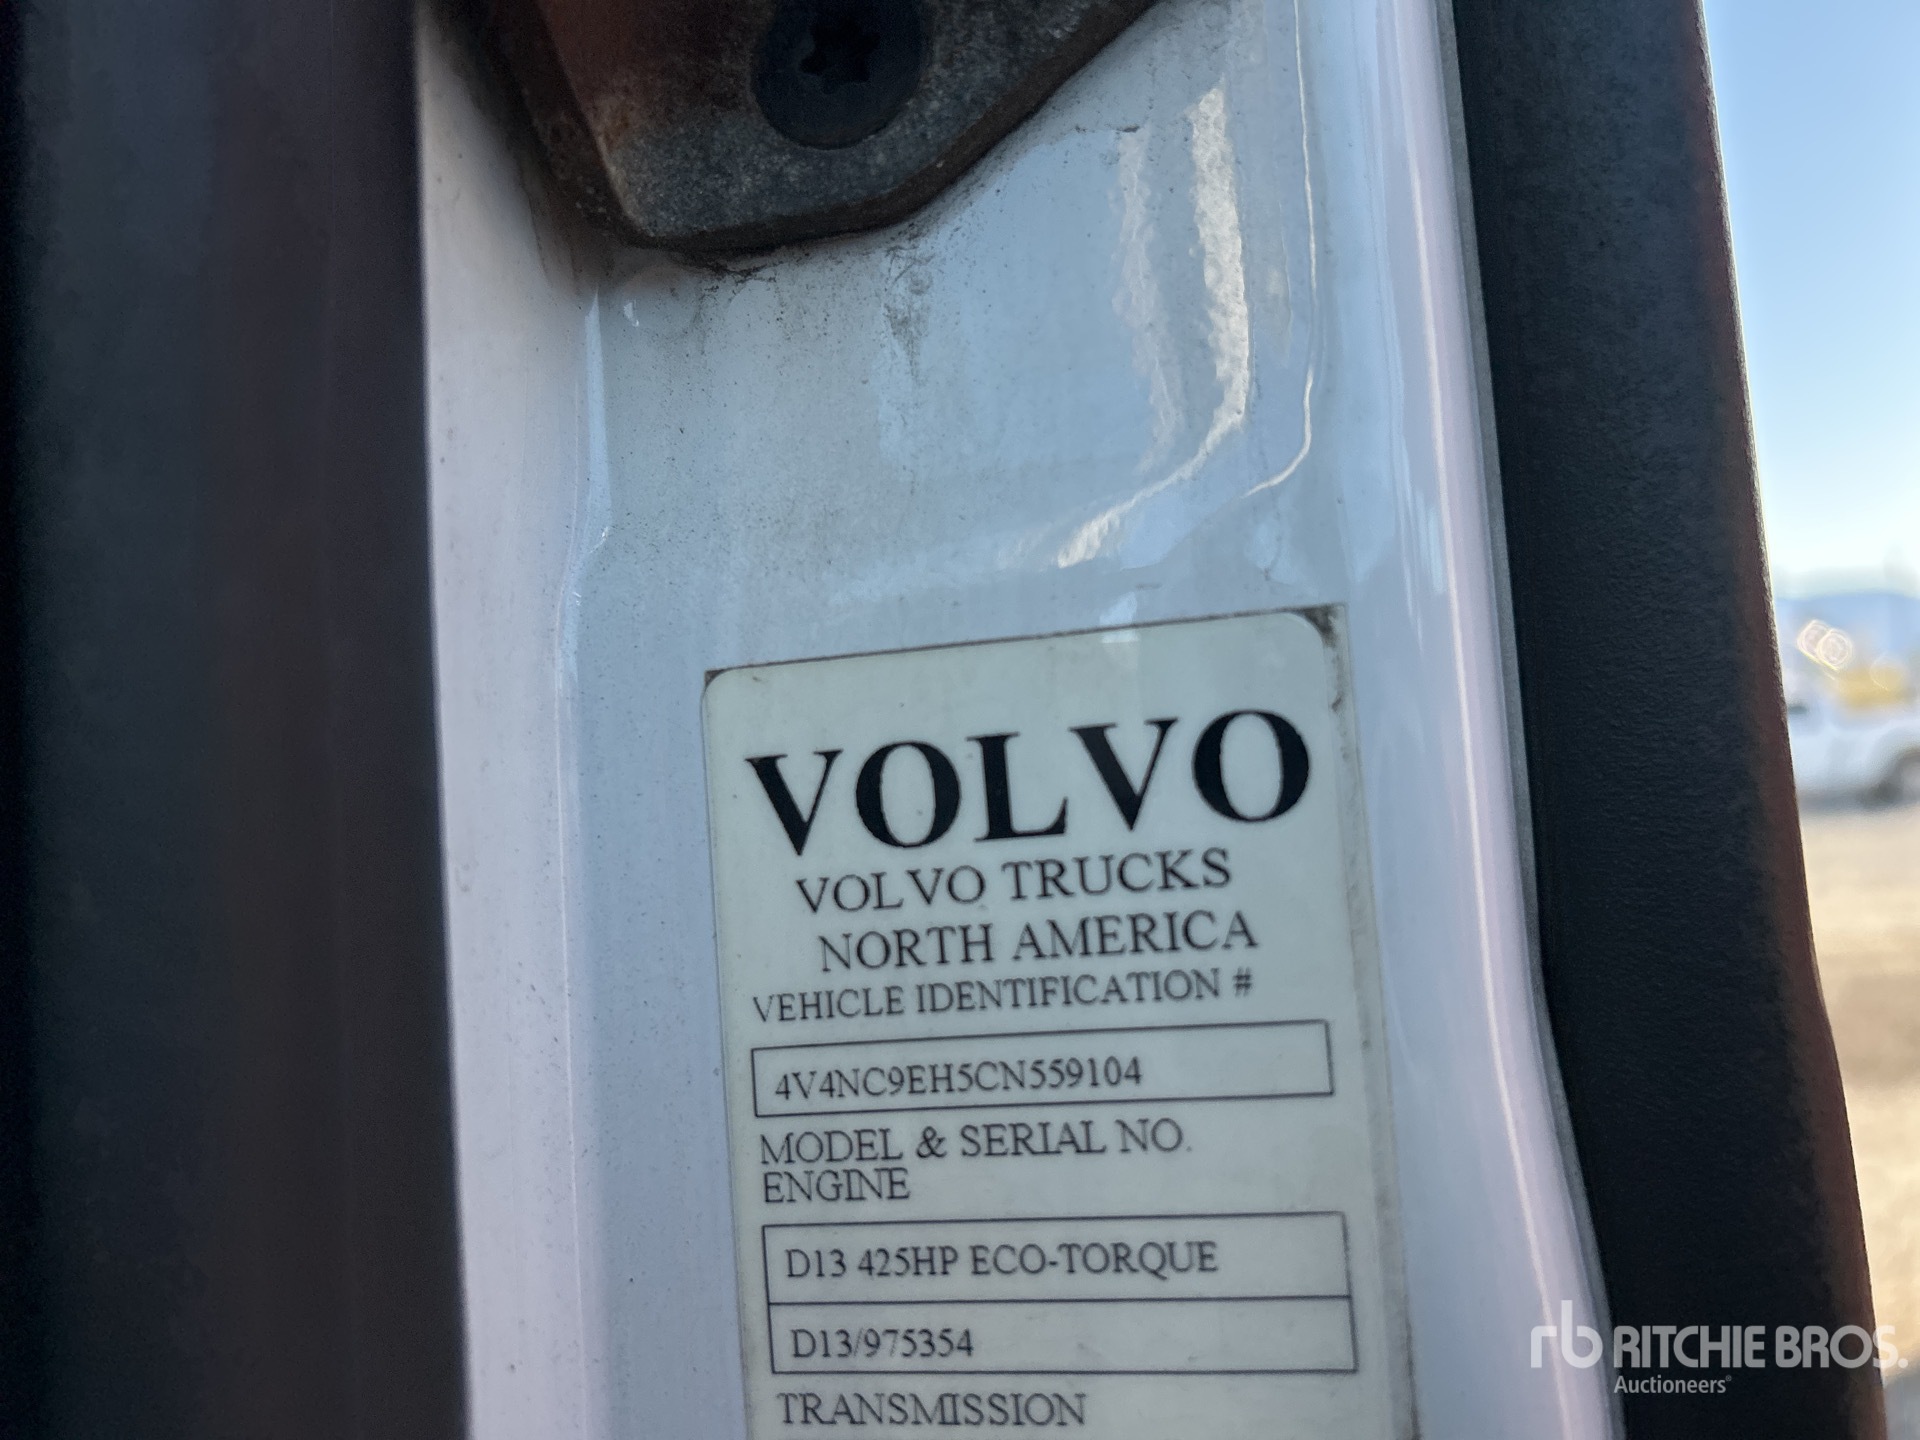 VOLVO
VOLVO TRUCKS
NORTH AMERICA
VEHICLE IDENTIFICATION #
4V4NC9EH5CN559104
MODEL & SERIAL NO.
ENGINE
D13 425HP ECO-TORQUE
D13/975354
TRANSMISSION
rb RITCHIE BROS.
Auctioneers®